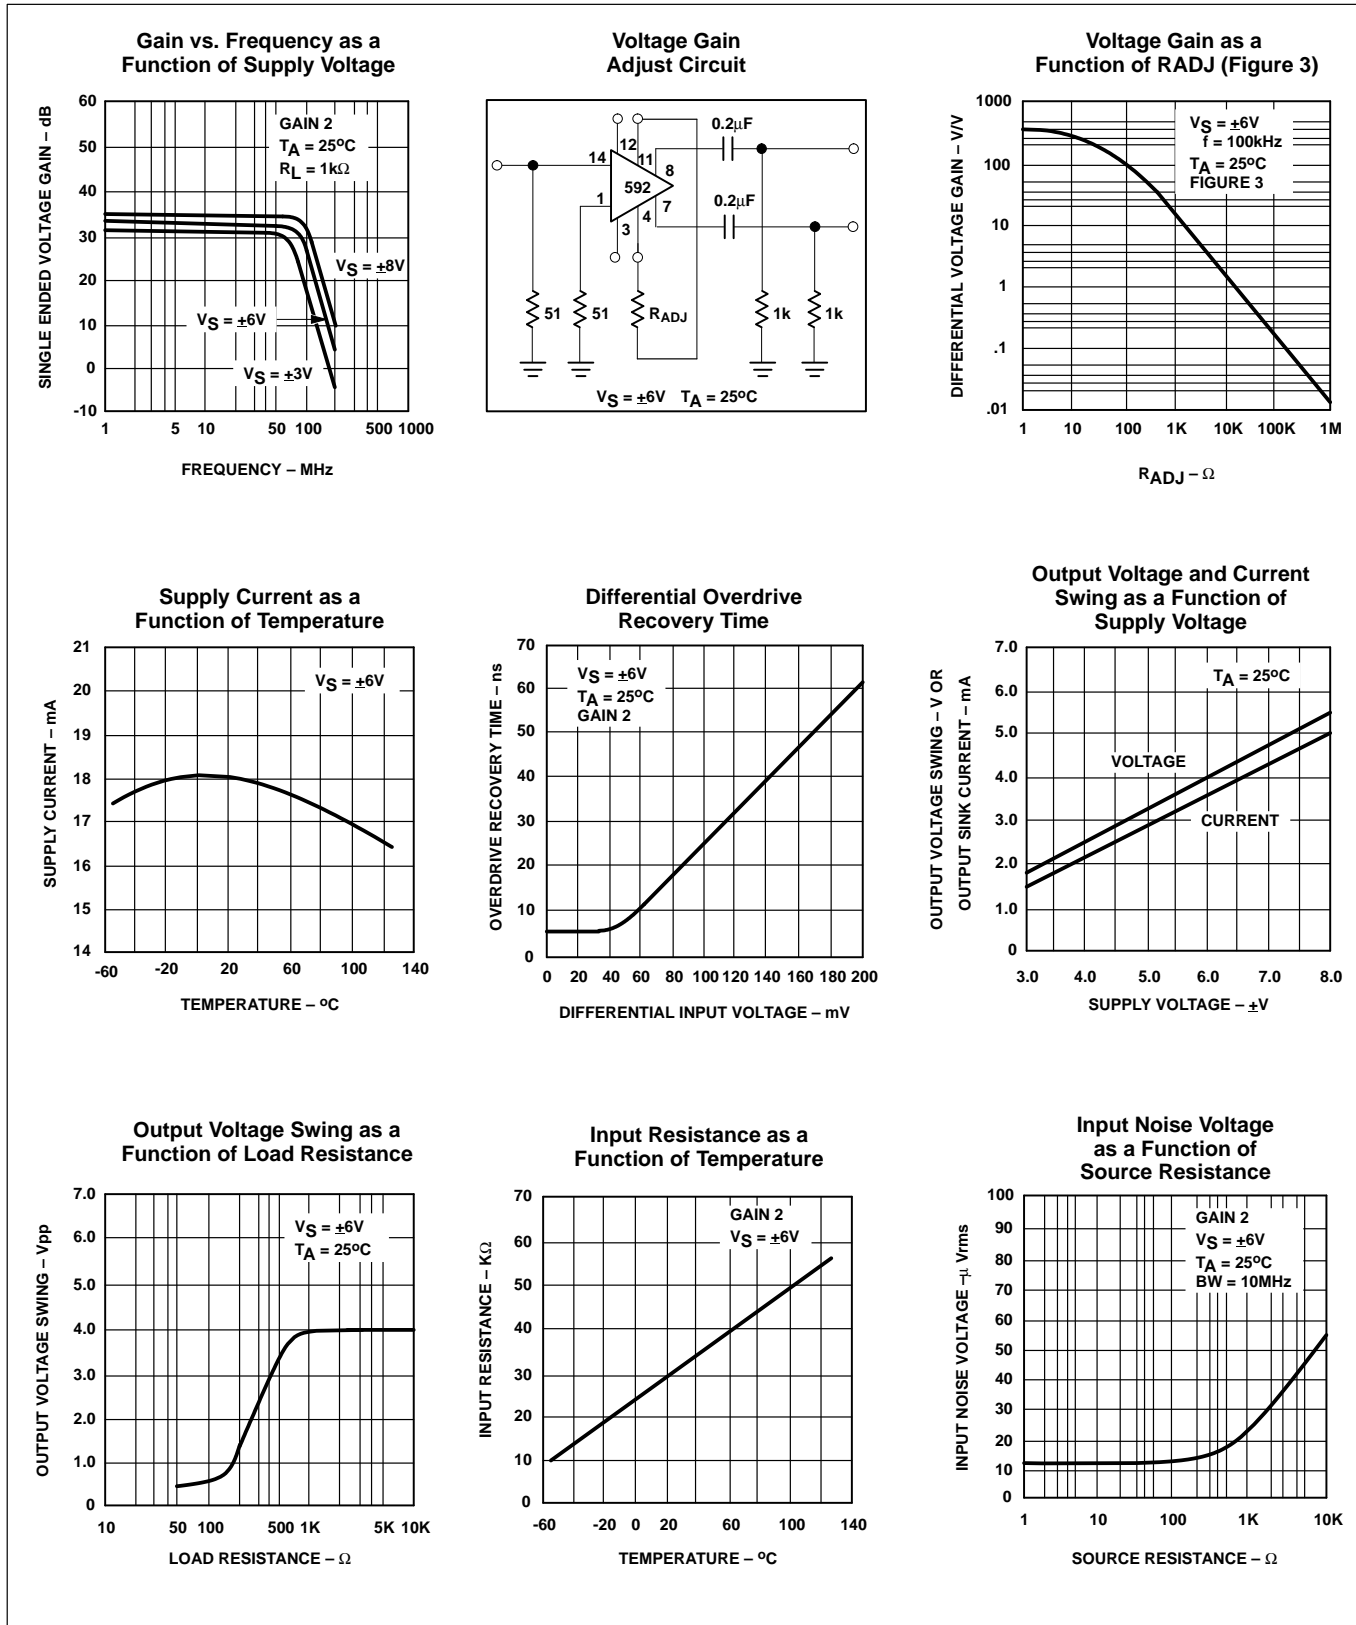 Gain vs. Frequency as a
Function of Supply Voltage
60
50
40
30
20
10
0
-10
SINGLE ENDED VOLTAGE GAIN – dB
GAIN 2
TA = 25oC
RL = 1kΩ
VS = ±8V
VS = ±6V
VS = ±3V
1 5 10 50 100 500 1000
FREQUENCY – MHz
Voltage Gain
Adjust Circuit
14
1
12
11
592
8
7
4
3
0.2µF
0.2µF
51
51
RADJ
1k
1k
VS = ±6V TA = 25oC
Voltage Gain as a
Function of RADJ (Figure 3)
1000
100
10
1
.1
.01
DIFFERENTIAL VOLTAGE GAIN – V/V
VS = ±6V
f = 100kHz
TA = 25oC
FIGURE 3
1 10 100 1K 10K 100K 1M
RADJ – Ω
Supply Current as a
Function of Temperature
21
20
19
18
17
16
15
14
SUPPLY CURRENT – mA
VS = ±6V
-60 -20 20 60 100 140
TEMPERATURE – oC
Differential Overdrive
Recovery Time
70
60
50
40
30
20
10
0
OVERDRIVE RECOVERY TIME – ns
VS = ±6V
TA = 25oC
GAIN 2
0 20 40 60 80 100 120 140 160 180 200
DIFFERENTIAL INPUT VOLTAGE – mV
Output Voltage and Current
Swing as a Function of
Supply Voltage
7.0
6.0
5.0
4.0
3.0
2.0
1.0
0
OUTPUT VOLTAGE SWING – V OR
OUTPUT SINK CURRENT – mA
TA = 25oC
VOLTAGE
CURRENT
3.0 4.0 5.0 6.0 7.0 8.0
SUPPLY VOLTAGE – ±V
Output Voltage Swing as a
Function of Load Resistance
7.0
6.0
5.0
4.0
3.0
2.0
1.0
0
OUTPUT VOLTAGE SWING – Vpp
VS = ±6V
TA = 25oC
10 50 100 500 1K 5K 10K
LOAD RESISTANCE – Ω
Input Resistance as a
Function of Temperature
70
60
50
40
30
20
10
0
INPUT RESISTANCE – KΩ
GAIN 2
VS = ±6V
-60 -20 0 20 60 100 140
TEMPERATURE – oC
Input Noise Voltage
as a Function of
Source Resistance
100
90
80
70
60
50
40
30
20
10
0
INPUT NOISE VOLTAGE –µ Vrms
GAIN 2
VS = ±6V
TA = 25oC
BW = 10MHz
1 10 100 1K 10K
SOURCE RESISTANCE – Ω